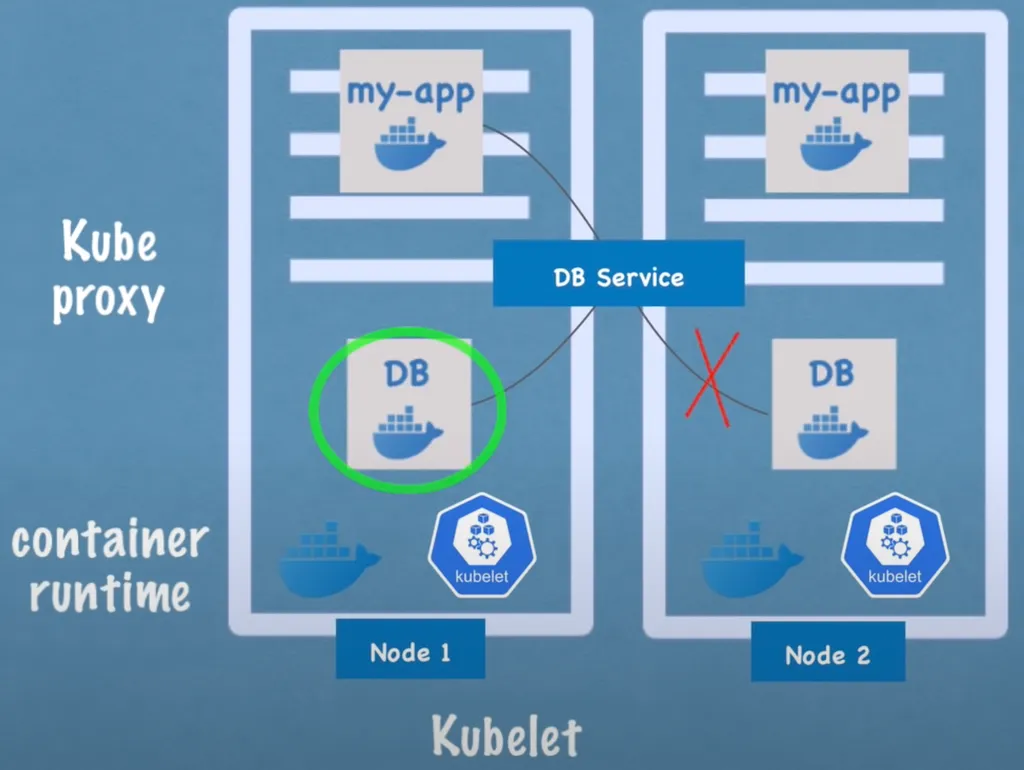 my-app
my-app
Kube
proxy
DB Service
DB
DB
container
runtime
kubelet
kubelet
Node 1
Node 2
Kubelet